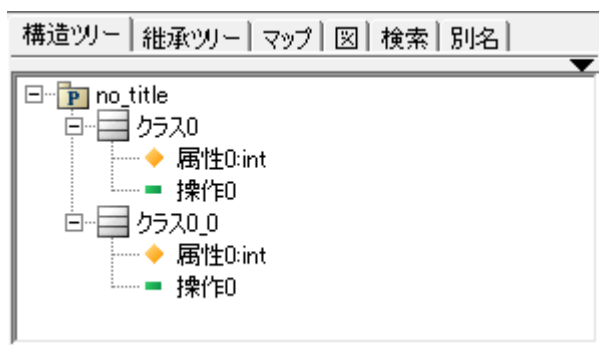 構造ツリー 継承ツリー マップ 図 検索 別名
P no_title
クラス0
属性0:int
操作0
クラス0_0
属性0:int
操作0